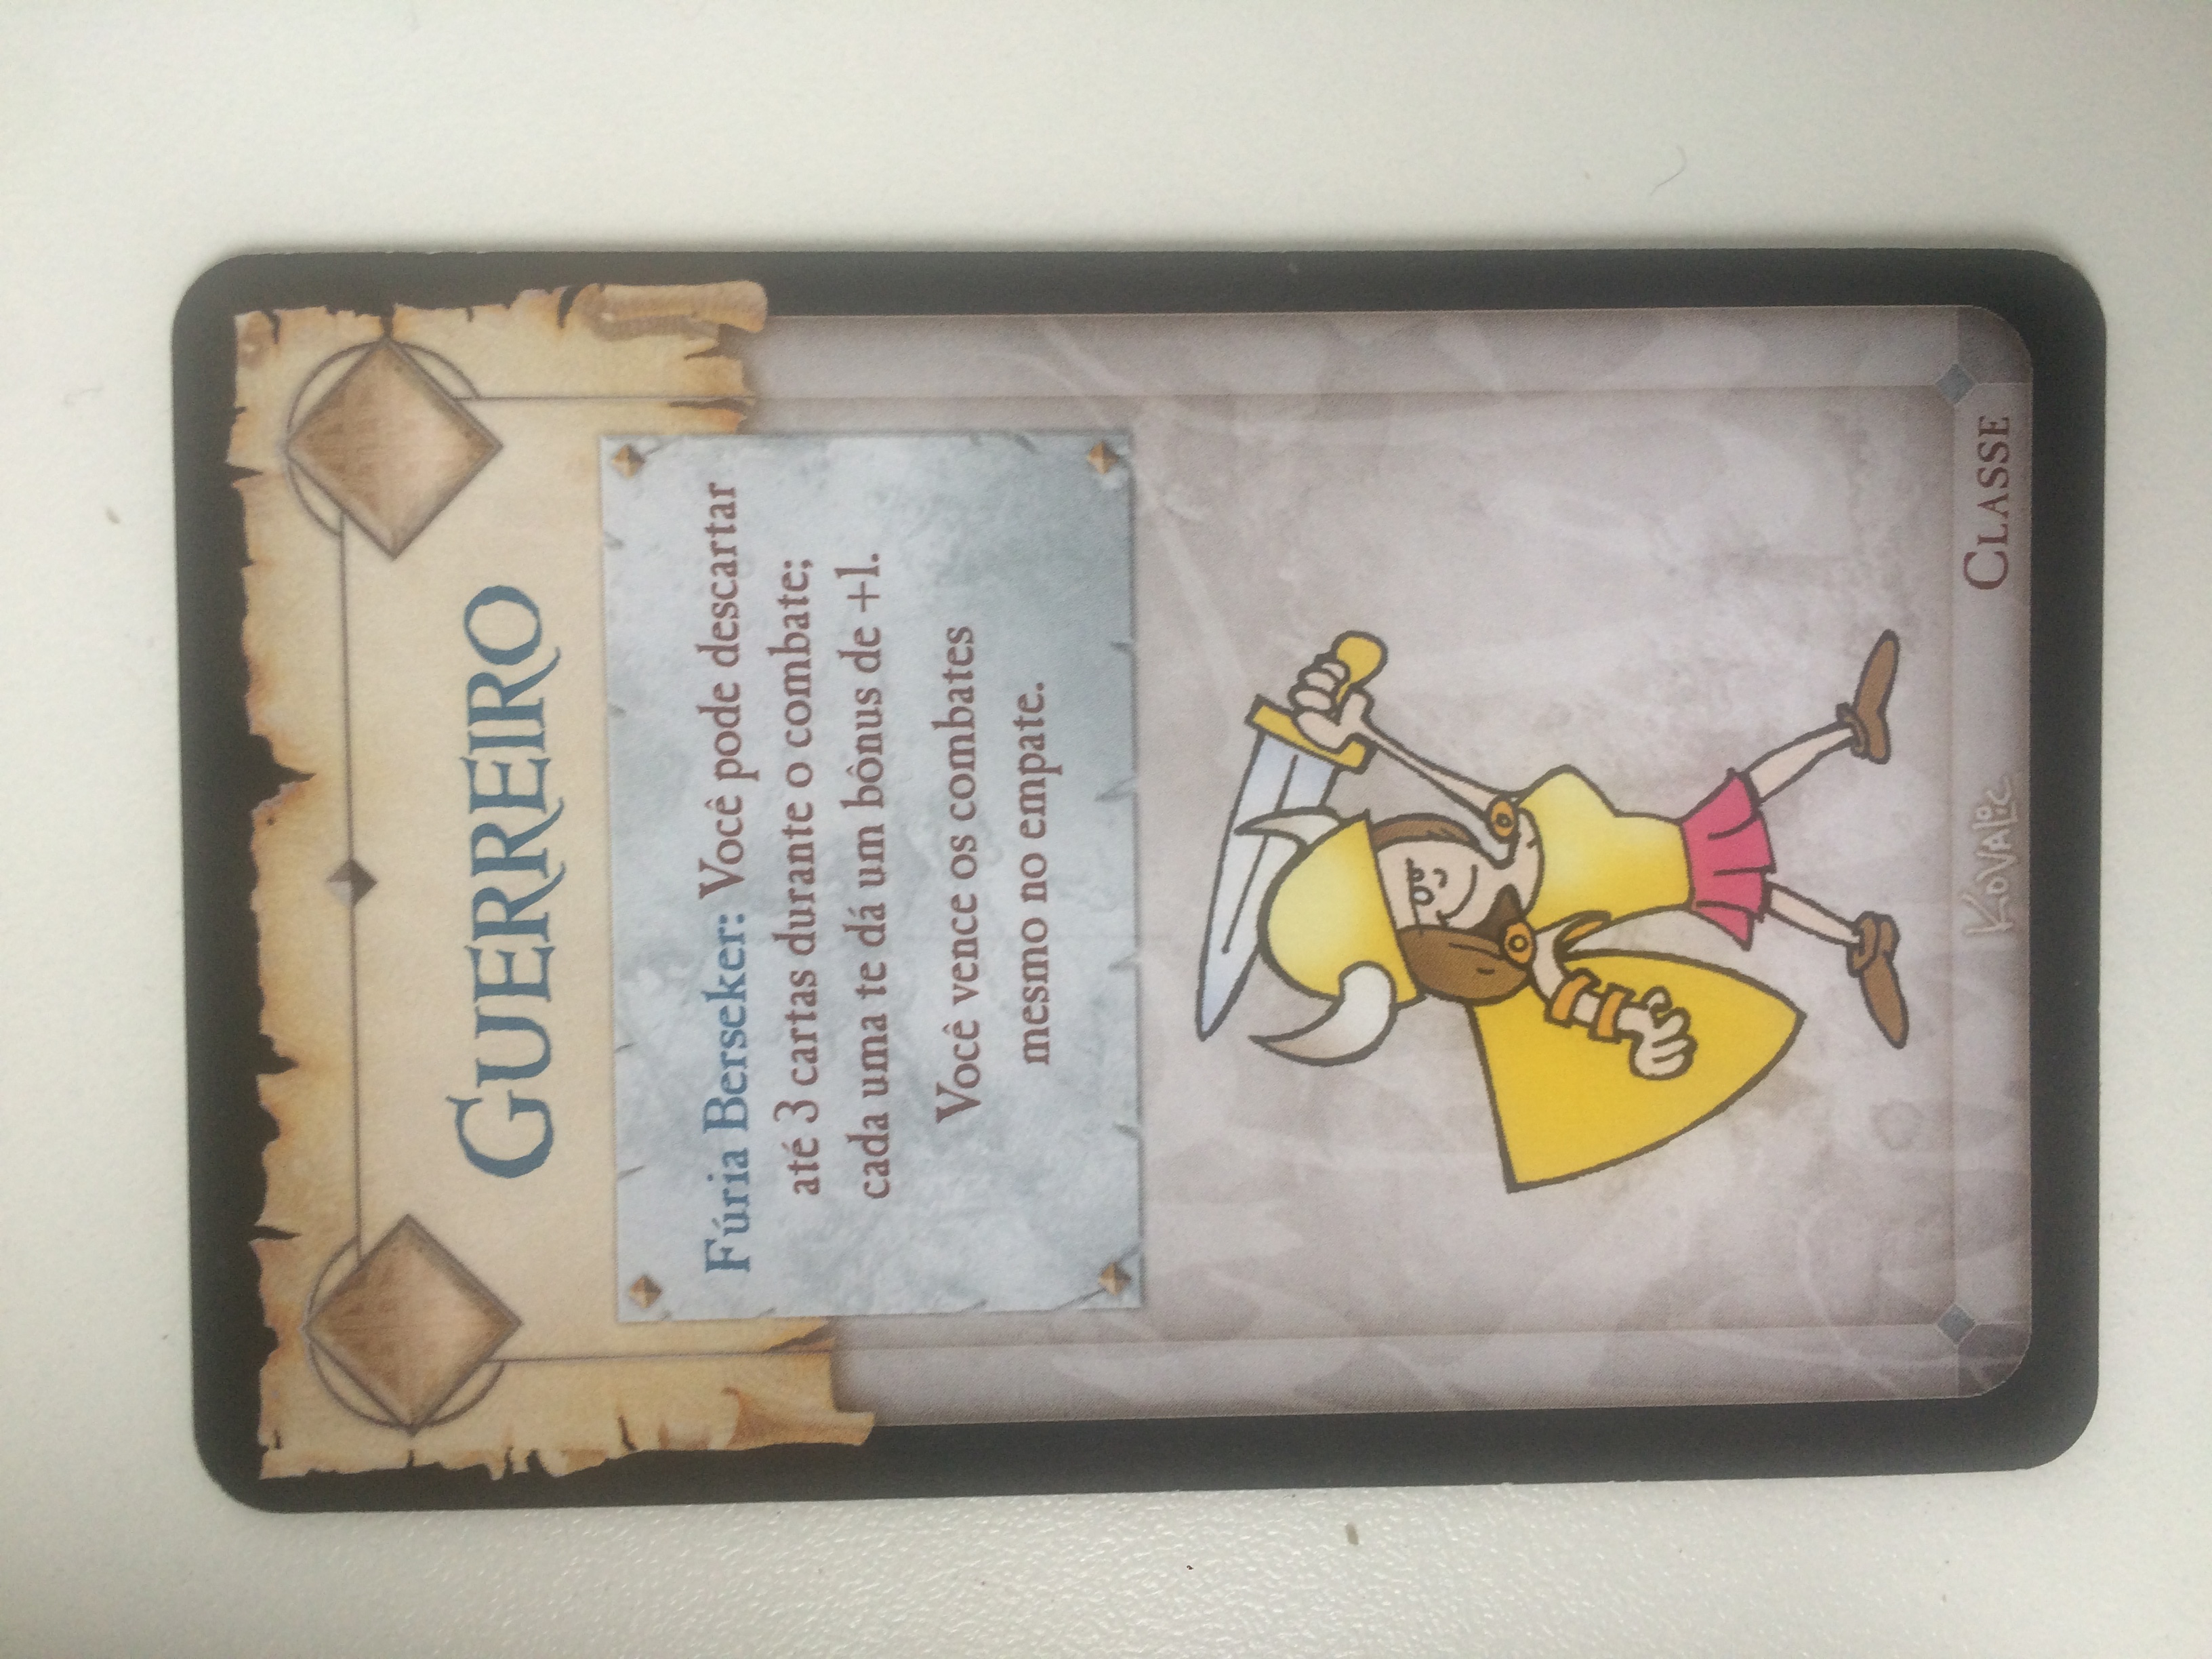 GUERREIRO
Fúria Berseker: Você pode descartar
até 3 cartas durante o combate;
cada uma te dá um bônus de +1.
Você vence os combates
mesmo no empate.
KOVALIC
CLASSE